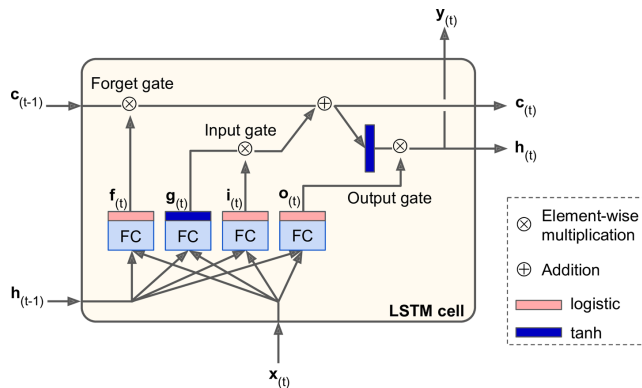 y(t)
Forget gate
c(t-1)
c(t)
Input gate
h(t)
f(t)
g(t)
i(t)
o(t)
Output gate
FC
FC
FC
FC
Element-wise
multiplication
Addition
h(t-1)
LSTM cell
logistic
tanh
tanh
x(t)